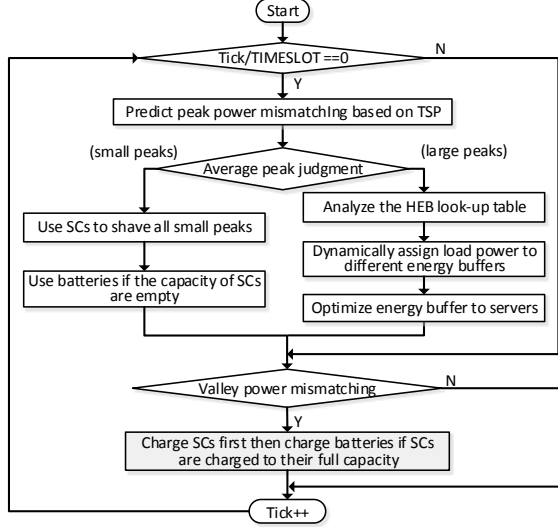 Start
Tick/TIMESLOT ==0
N
Y
Predict peak power mismatchIng based on TSP
(small peaks)
(large peaks)
Average peak judgment
Use SCs to shave all small peaks
Analyze the HEB look-up table
Use batteries if the capacity of SCs
are empty
Dynamically assign load power to
different energy buffers
Optimize energy buffer to servers
Valley power mismatching
N
Y
Charge SCs first then charge batteries if SCs
are charged to their full capacity
Tick++